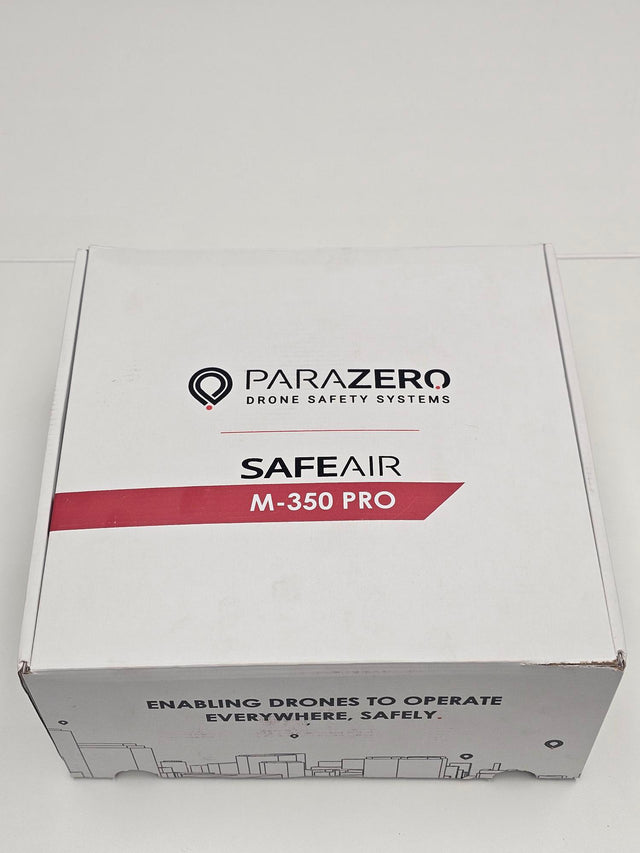 PARAZERO
DRONE SAFETY SYSTEMS
SAFEAIR
M-350 PRO
ENABLING DRONES TO OPERATE
EVERYWHERE, SAFELY.